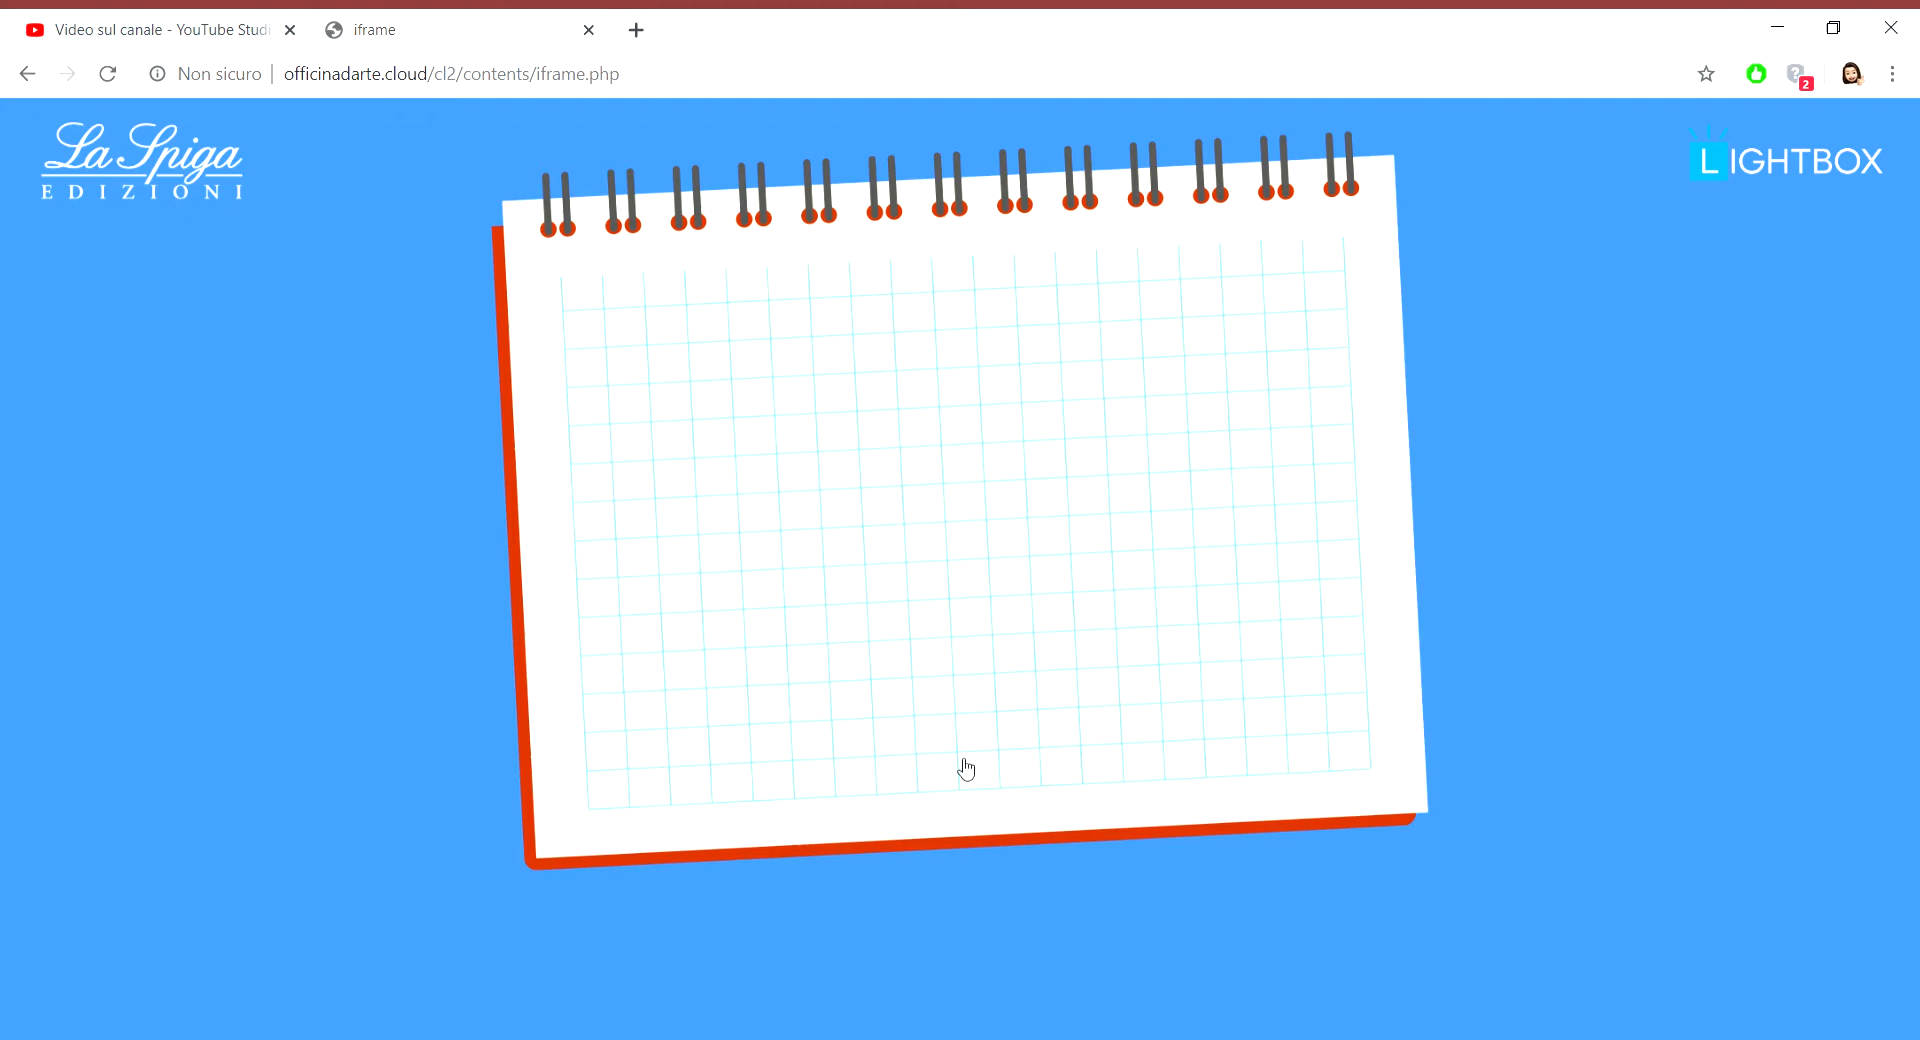 Video sul canale - YouTube Studi
iframe
Non sicuro
officinadarte.cloud/cl2/contents/iframe.php
2
La Spiga
EDIZIONI
LIGHTBOX